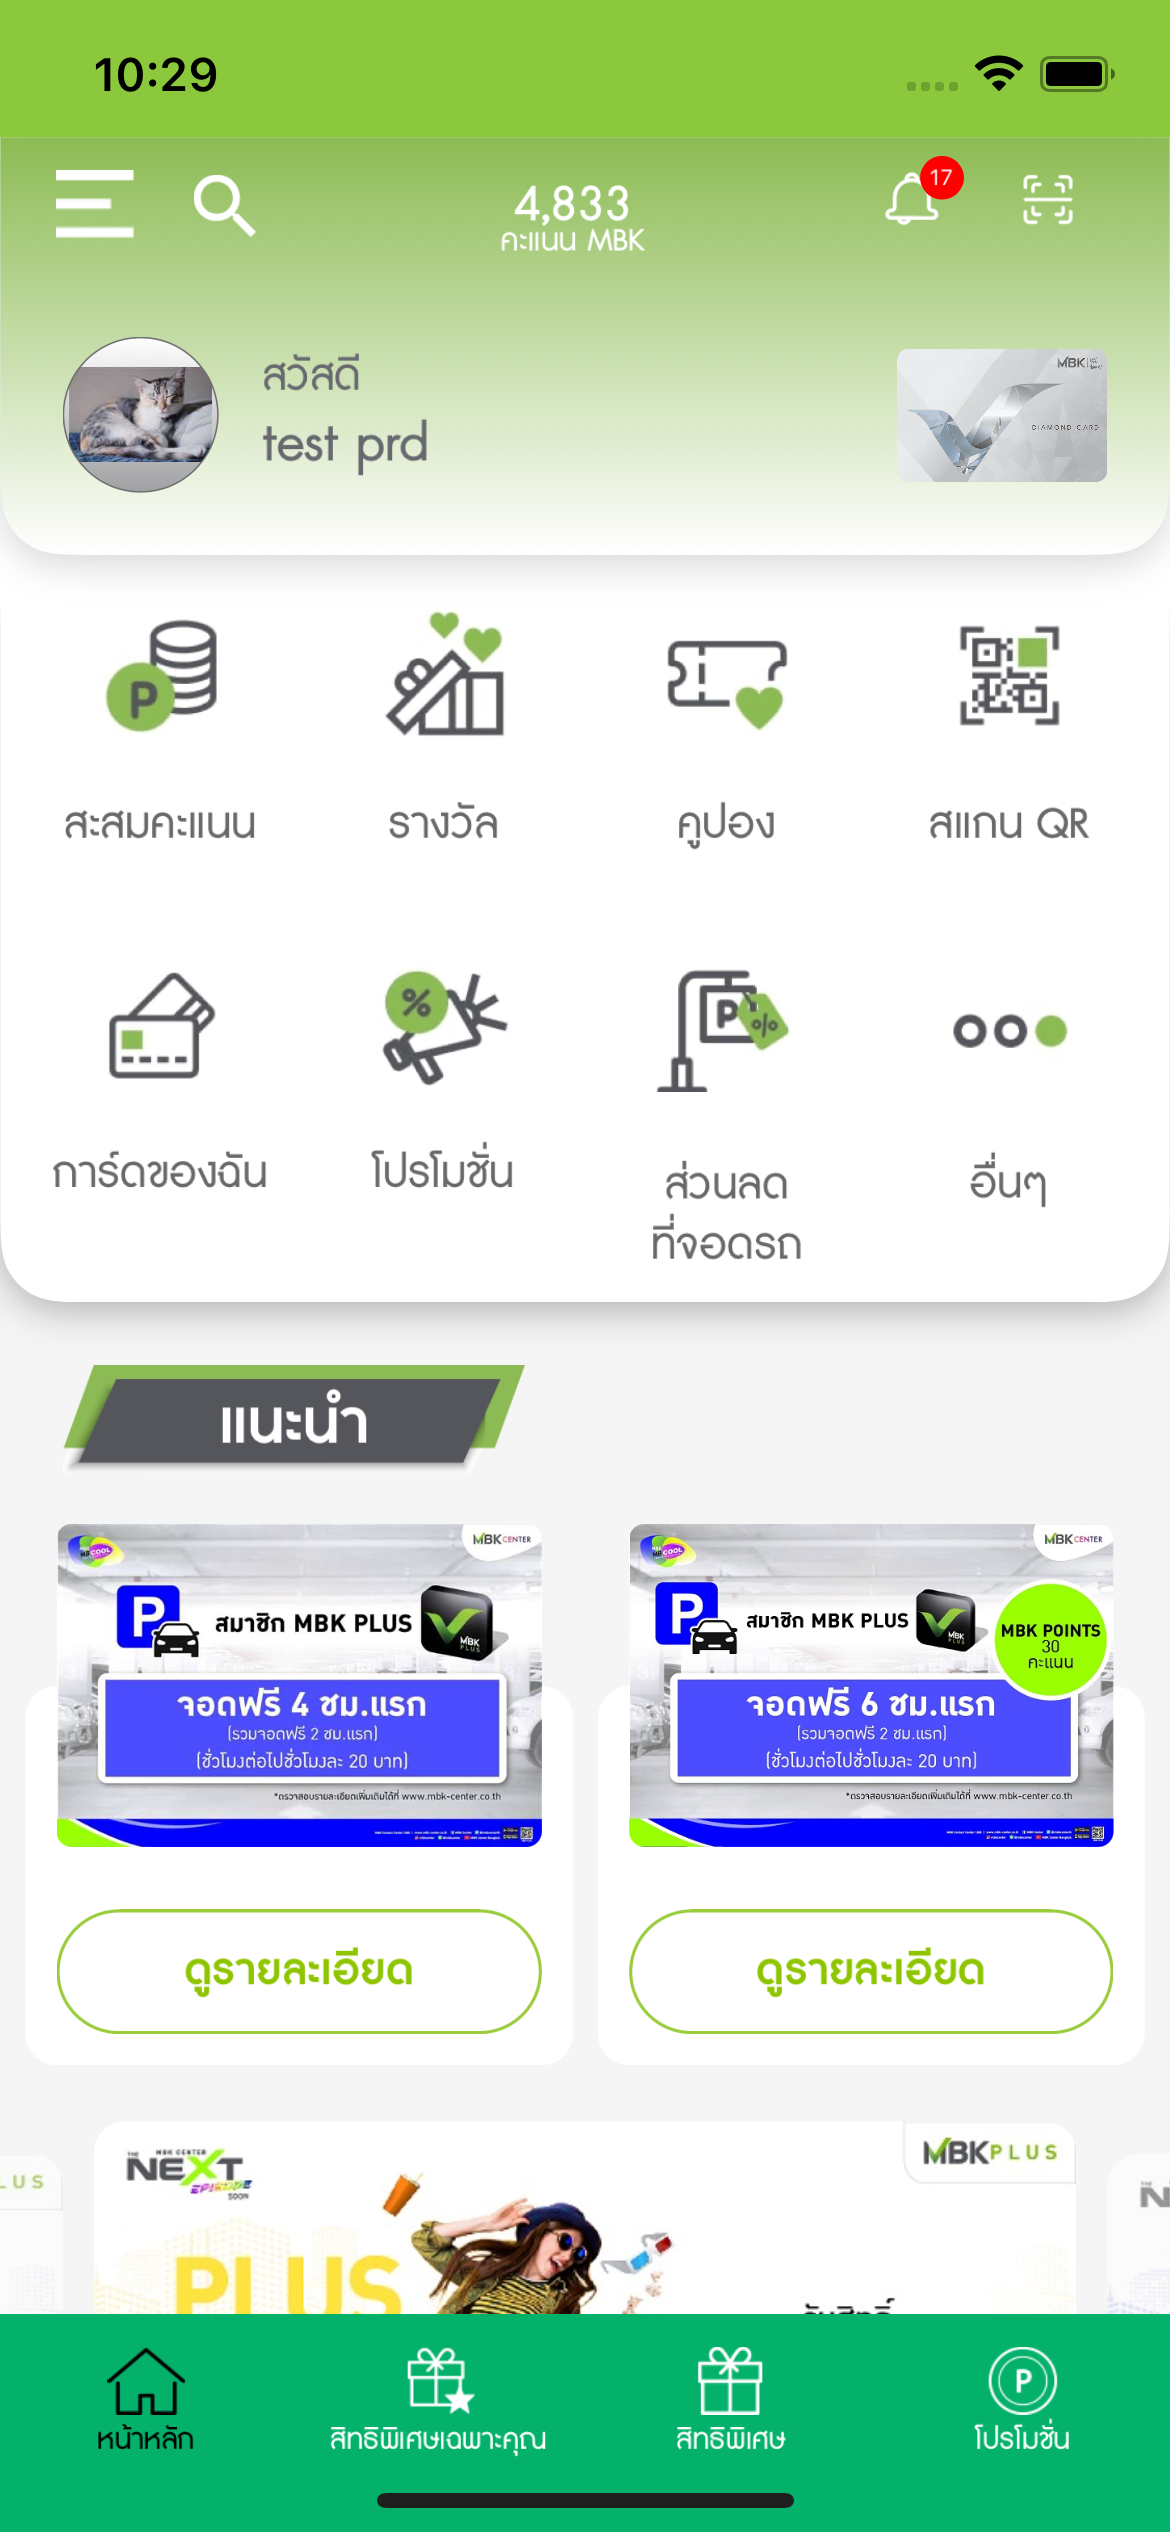 10:29
17
4,833
คะแนน MBK
สวัสดี
test prd
MBK
DIAMOND CARD
P
สะสมคะแนน
รางวัล
คูปอง
สแกน QR
%
P
%
การ์ดของฉัน
โปรโมชั่น
ส่วนลด
ที่จอดรถ
อื่นๆ
แนะนำ
MBK CENTER
P
สมาชิก MBK PLUS
MBK
PLUS
จอดฟรี 4 ชม.แรก
(รวมจอดฟรี 2 ชม.แรก)
(ชั่วโมงต่อไปชั่วโมงละ 20 บาท)
*ตรวจสอบรายละเอียดเพิ่มเติมได้ที่ www.mbk-center.co.th
ดูรายละเอียด
MBK CENTER
P
สมาชิก MBK PLUS
MBK
PLUS
MBK POINTS
30
คะแนน
จอดฟรี 6 ชม.แรก
(รวมจอดฟรี 2 ชม.แรก)
(ชั่วโมงต่อไปชั่วโมงละ 20 บาท)
*ตรวจสอบรายละเอียดเพิ่มเติมได้ที่ www.mbk-center.co.th
ดูรายละเอียด
LUS
MBK CENTER
THE NEXT
EPISODE
SOON
MBKPLUS
PLUS
หน้าหลัก
สิทธิพิเศษเฉพาะคุณ
สิทธิพิเศษ
P
โปรโมชั่น